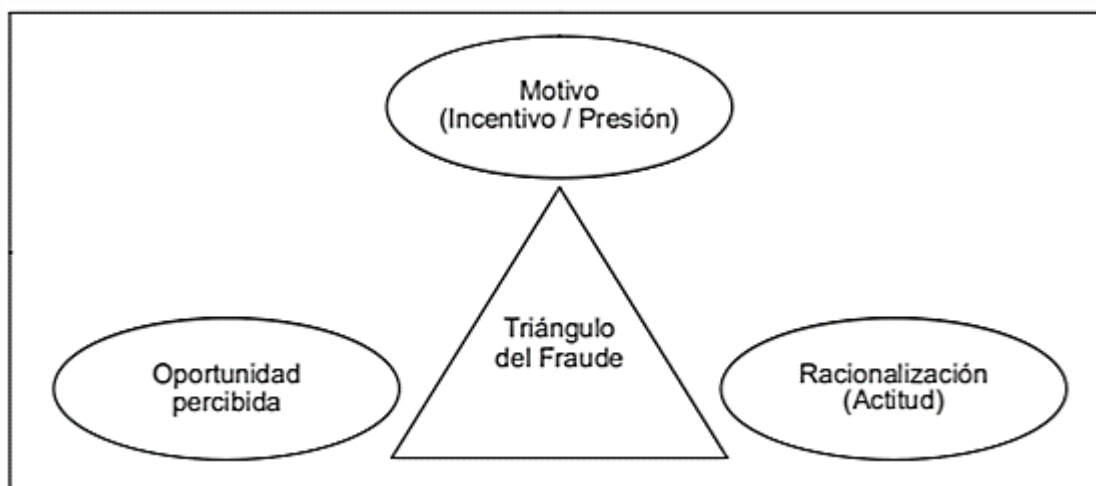 Motivo
(Incentivo / Presión)
Triángulo
del Fraude
Oportunidad
percibida
Racionalización
(Actitud)